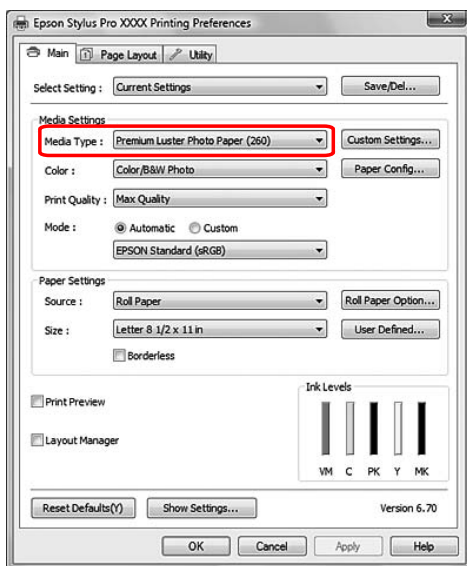 Epson Stylus Pro XXXX Printing Preferences
Main Page Layout Utility
Select Setting : Current Settings Save/Del...
Media Settings
Media Type : Premium Luster Photo Paper (260) Custom Settings...
Color : Color/B&W Photo Paper Config...
Print Quality : Max Quality
Mode : Automatic Custom
EPSON Standard (sRGB)
Paper Settings
Source : Roll Paper Roll Paper Option...
Size : Letter 8 1/2 x 11 in User Defined...
Borderless
Print Preview
Layout Manager
Ink Levels
VM C PK Y MK
Reset Defaults(Y) Show Settings... Version 6.70
OK Cancel Apply Help